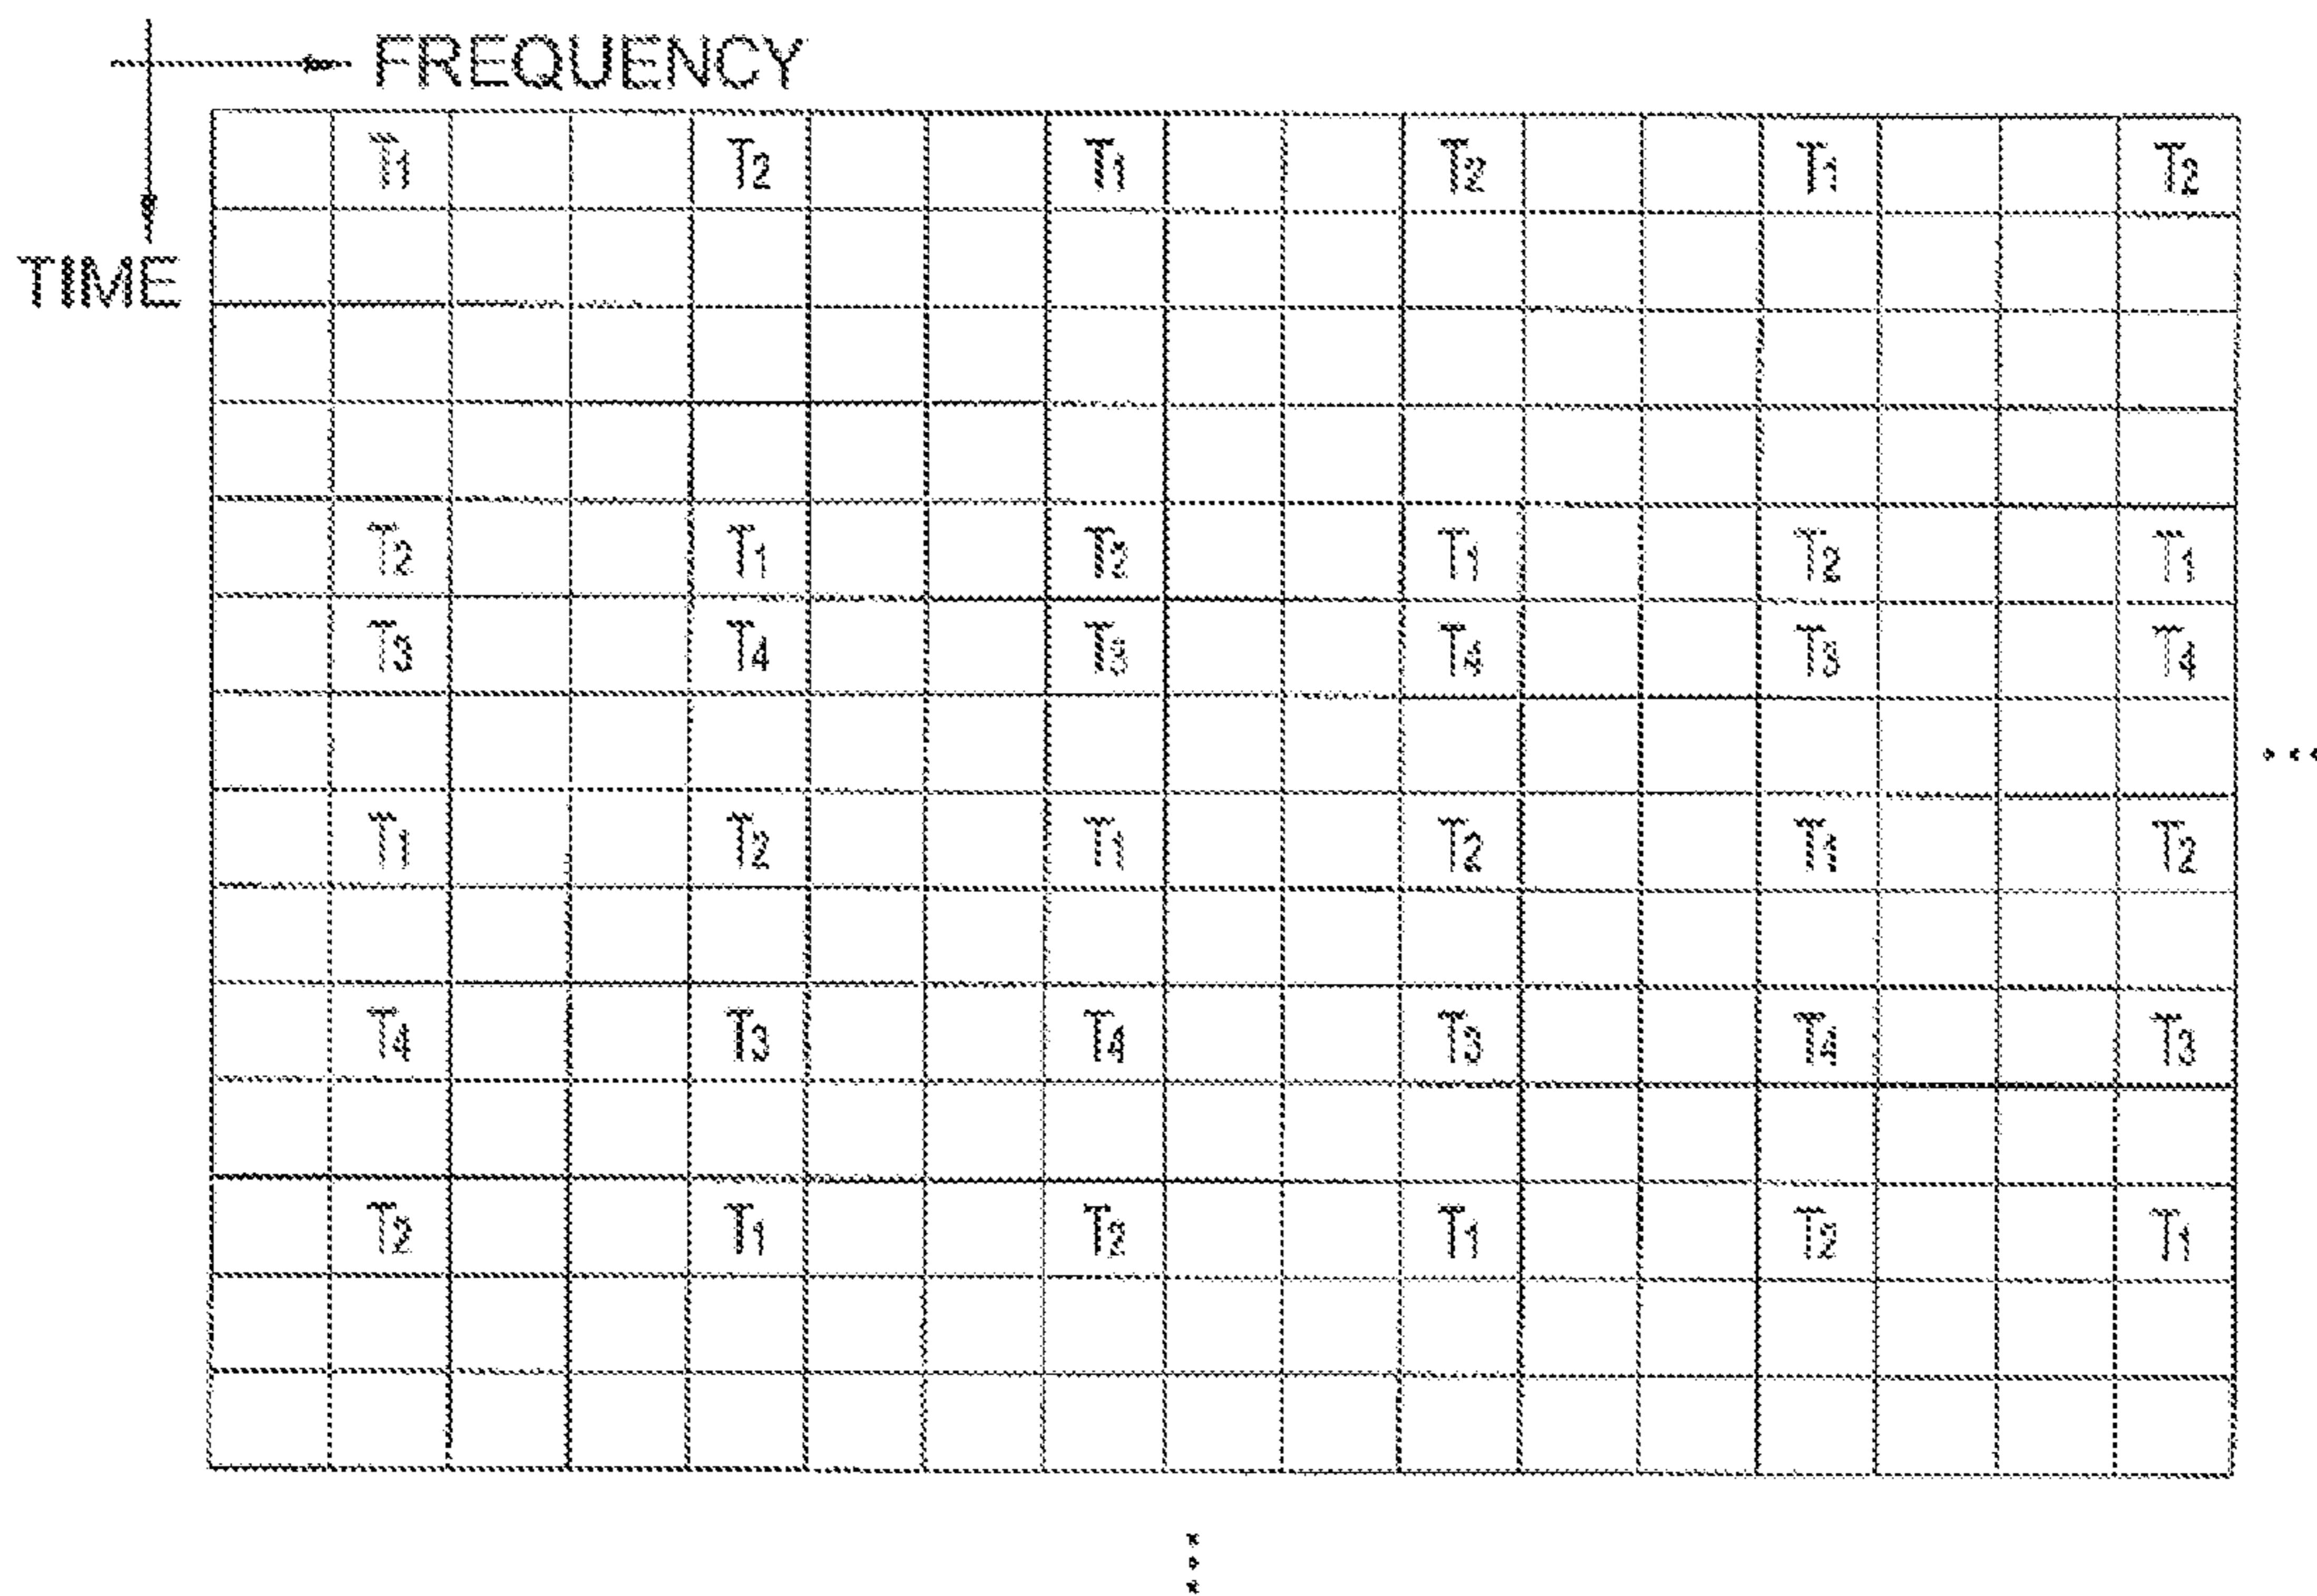 FREQUENCY
TIME
T1 T2 T1 T2 T1 T2
T2 T1 T2 T1 T2 T1
T3 T4 T3 T4 T3 T4
...
T1 T2 T1 T2 T1 T2
T4 T3 T4 T3 T4 T3
T2 T1 T2 T1 T2 T1